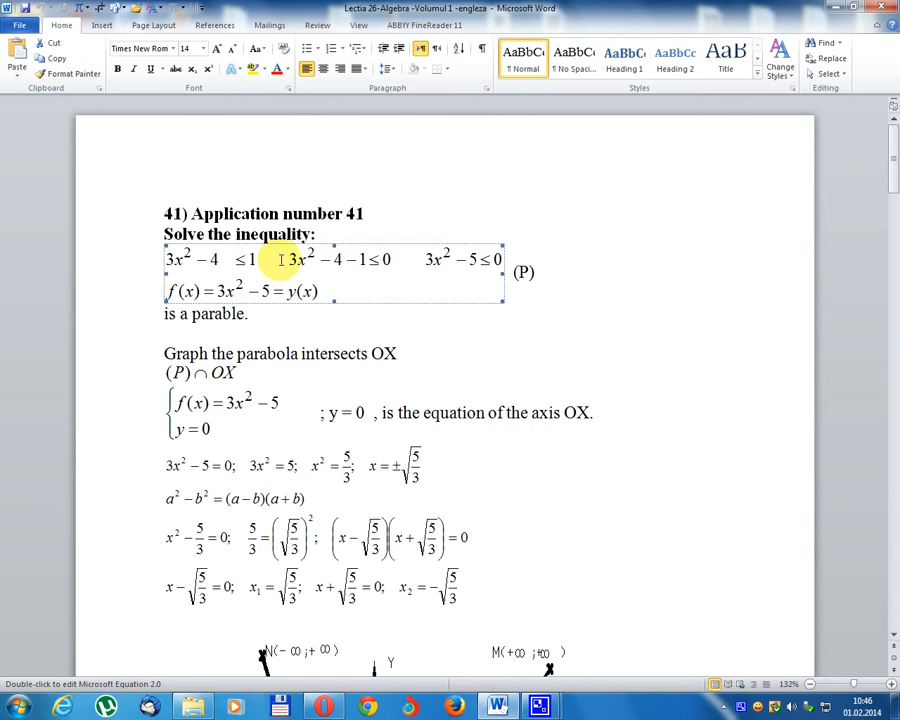 Lectia 26-Algebra -Volumul 1 -engleza - Microsoft Word
File Home Insert Page Layout References Mailings Review View ABBYY FineReader 11
Paste Cut Copy Format Painter Clipboard
Times New Rom 14 Aa Font
B I U abc x₂ x² A ab A
Paragraph
AaBbCc AaBbCc AaBbC AaBbCc AaB
¶ Normal ¶ No Spaci... Heading 1 Heading 2 Title Change Styles Styles
Find Replace Select Editing
41) Application number 41
Solve the inequality:
3x² − 4 ≤ 1 3x² − 4 − 1 ≤ 0 3x² − 5 ≤ 0
(P)
f(x) = 3x² − 5 = y(x)
is a parable.
Graph the parabola intersects OX
(P) ∩ OX
{ f(x) = 3x² − 5
y = 0 ; y = 0 , is the equation of the axis OX.
3x² − 5 = 0; 3x² = 5; x² = 5/3; x = ±√(5/3)
a² − b² = (a − b)(a + b)
x² − 5/3 = 0; 5/3 = (√(5/3))²; (x − √(5/3))(x + √(5/3)) = 0
x − √(5/3) = 0; x₁ = √(5/3); x + √(5/3) = 0; x₂ = −√(5/3)
N(- ∞ ;+ ∞ ) Y M(+∞ ;+∞ )
Double-click to edit Microsoft Equation 2.0 132%
10:46
01.02.2014